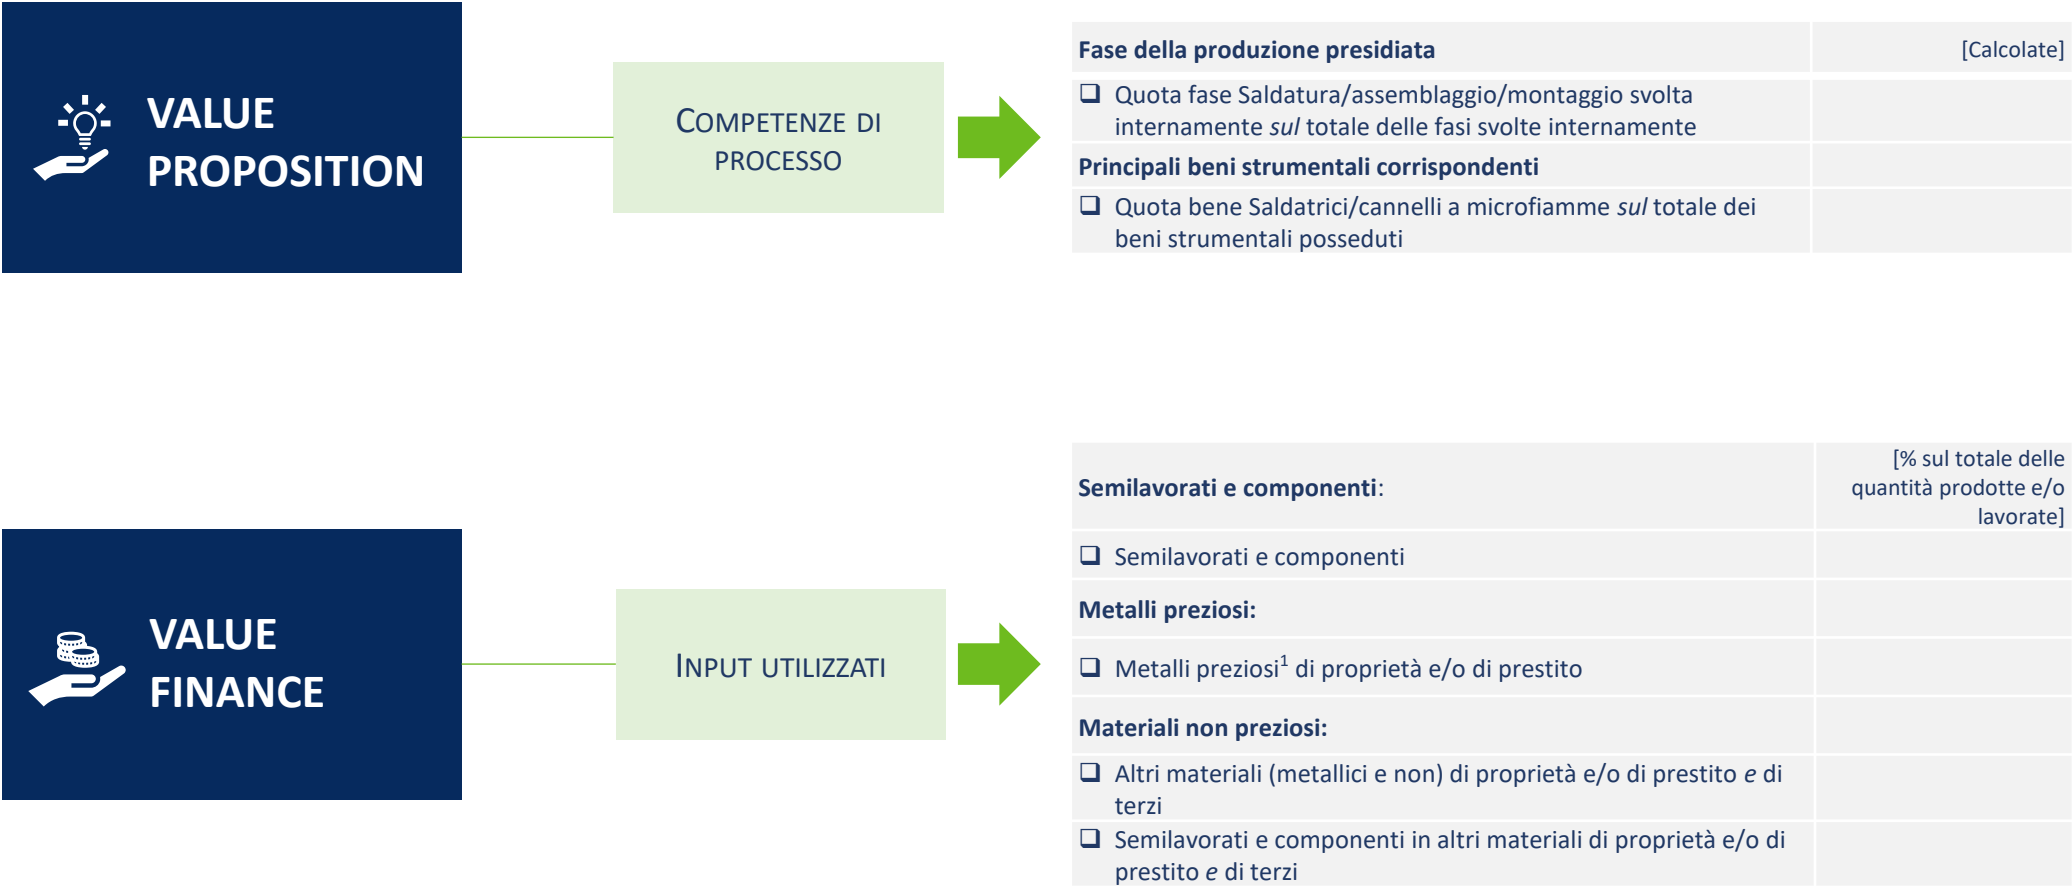 VALUE
PROPOSITION
COMPETENZE DI
PROCESSO
Fase della produzione presidiata [Calcolate]
❑ Quota fase Saldatura/assemblaggio/montaggio svolta
internamente sul totale delle fasi svolte internamente
Principali beni strumentali corrispondenti
❑ Quota bene Saldatrici/cannelli a microfiamme sul totale dei
beni strumentali posseduti
VALUE
FINANCE
INPUT UTILIZZATI
Semilavorati e componenti:
[% sul totale delle
quantità prodotte e/o
lavorate]
❑ Semilavorati e componenti
Metalli preziosi:
❑ Metalli preziosi¹ di proprietà e/o di prestito
Materiali non preziosi:
❑ Altri materiali (metallici e non) di proprietà e/o di prestito e di
terzi
❑ Semilavorati e componenti in altri materiali di proprietà e/o di
prestito e di terzi